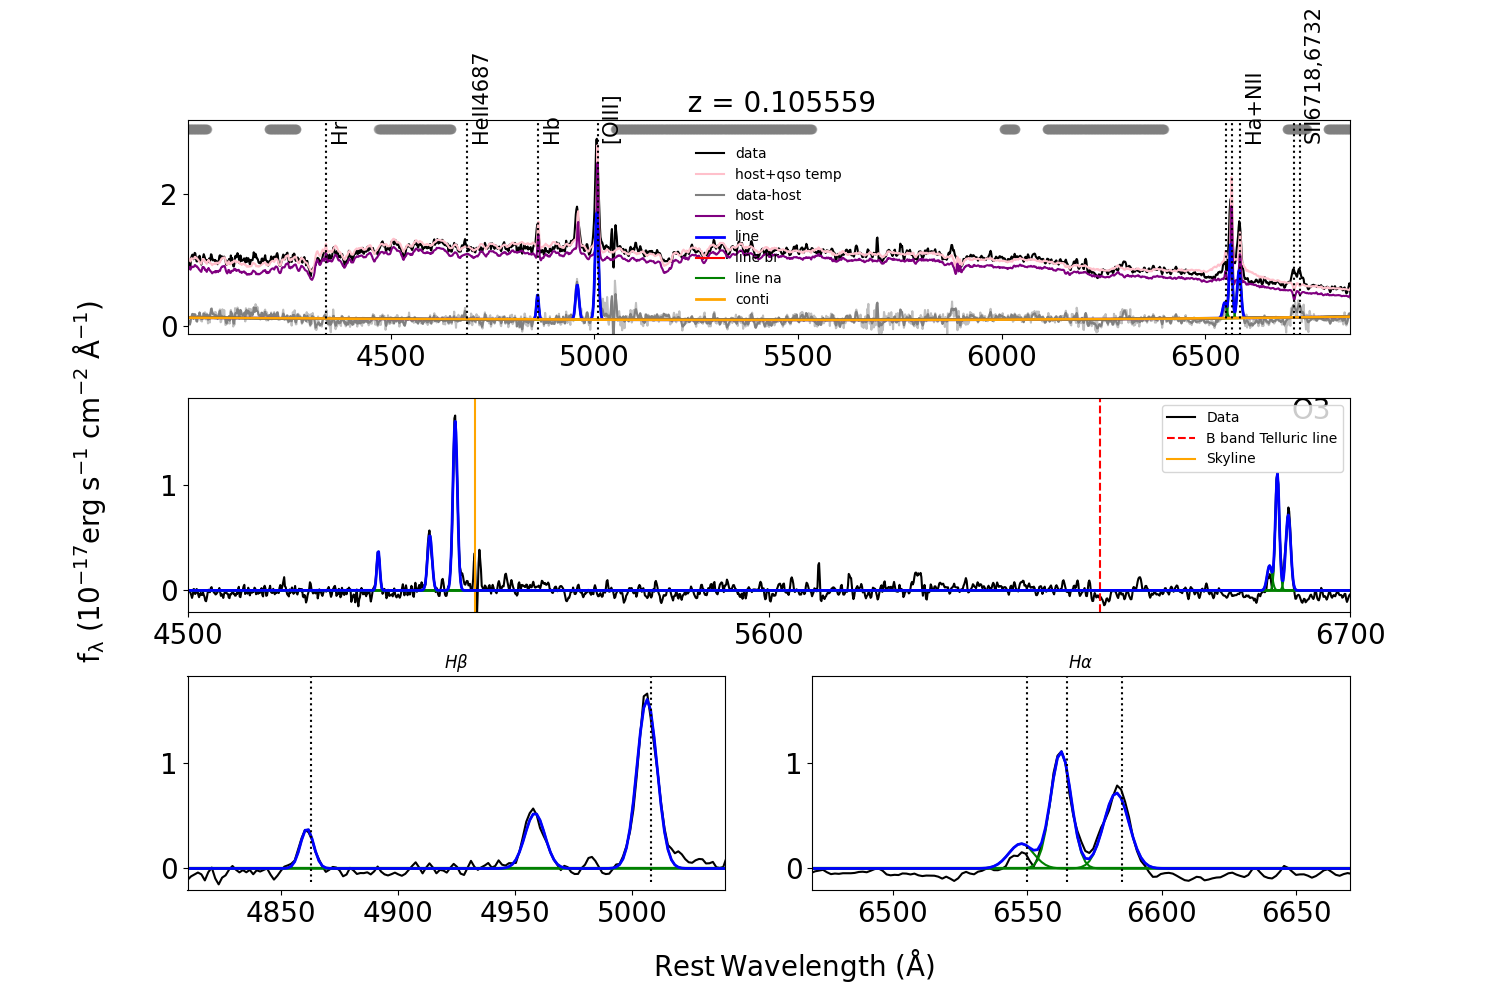 z = 0.105559
Hr
HeII4687
Hb
[OIII]
Ha+NII
SII6718,6732
data
host+qso temp
data-host
host
line
line br
line na
conti
2
0
4500
5000
5500
6000
6500
O3
Data
B band Telluric line
Skyline
1
0
4500
5600
6700
fλ (10⁻¹⁷erg s⁻¹ cm⁻² Å⁻¹)
Hβ
1
0
4850
4900
4950
5000
Hα
1
0
6500
6550
6600
6650
Rest Wavelength (Å)